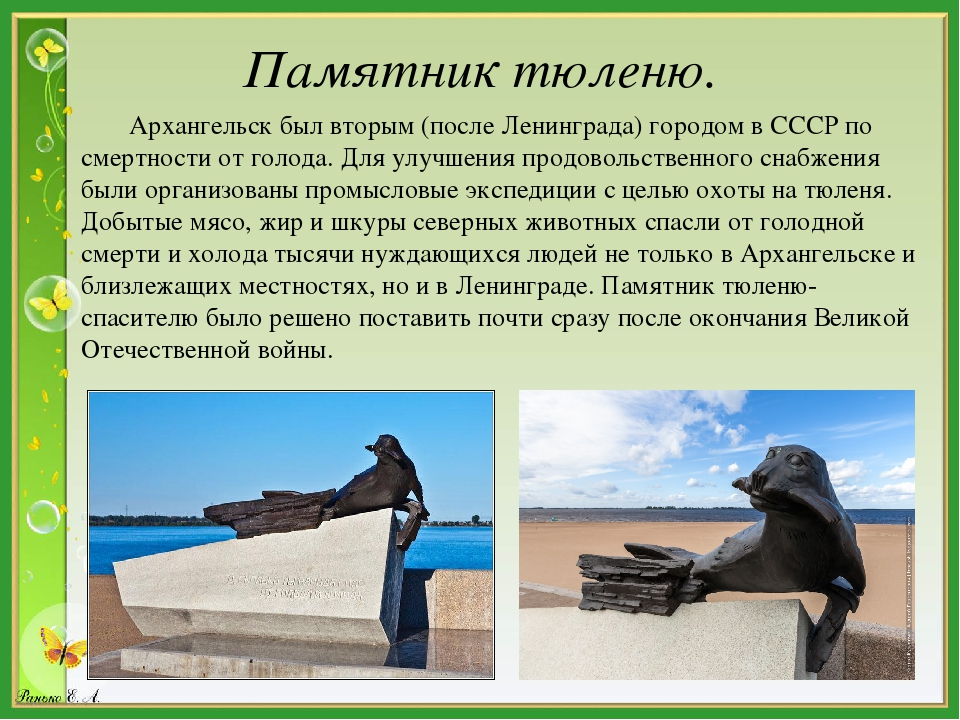 Памятник тюленю.
Архангельск был вторым (после Ленинграда) городом в СССР по
смертности от голода. Для улучшения продовольственного снабжения
были организованы промысловые экспедиции с целью охоты на тюленя.
Добытые мясо, жир и шкуры северных животных спасли от голодной
смерти и холода тысячи нуждающихся людей не только в Архангельске и
близлежащих местностях, но и в Ленинграде. Памятник тюленю-
спасителю было решено поставить почти сразу после окончания Великой
Отечественной войны.
Ранько Е. А.